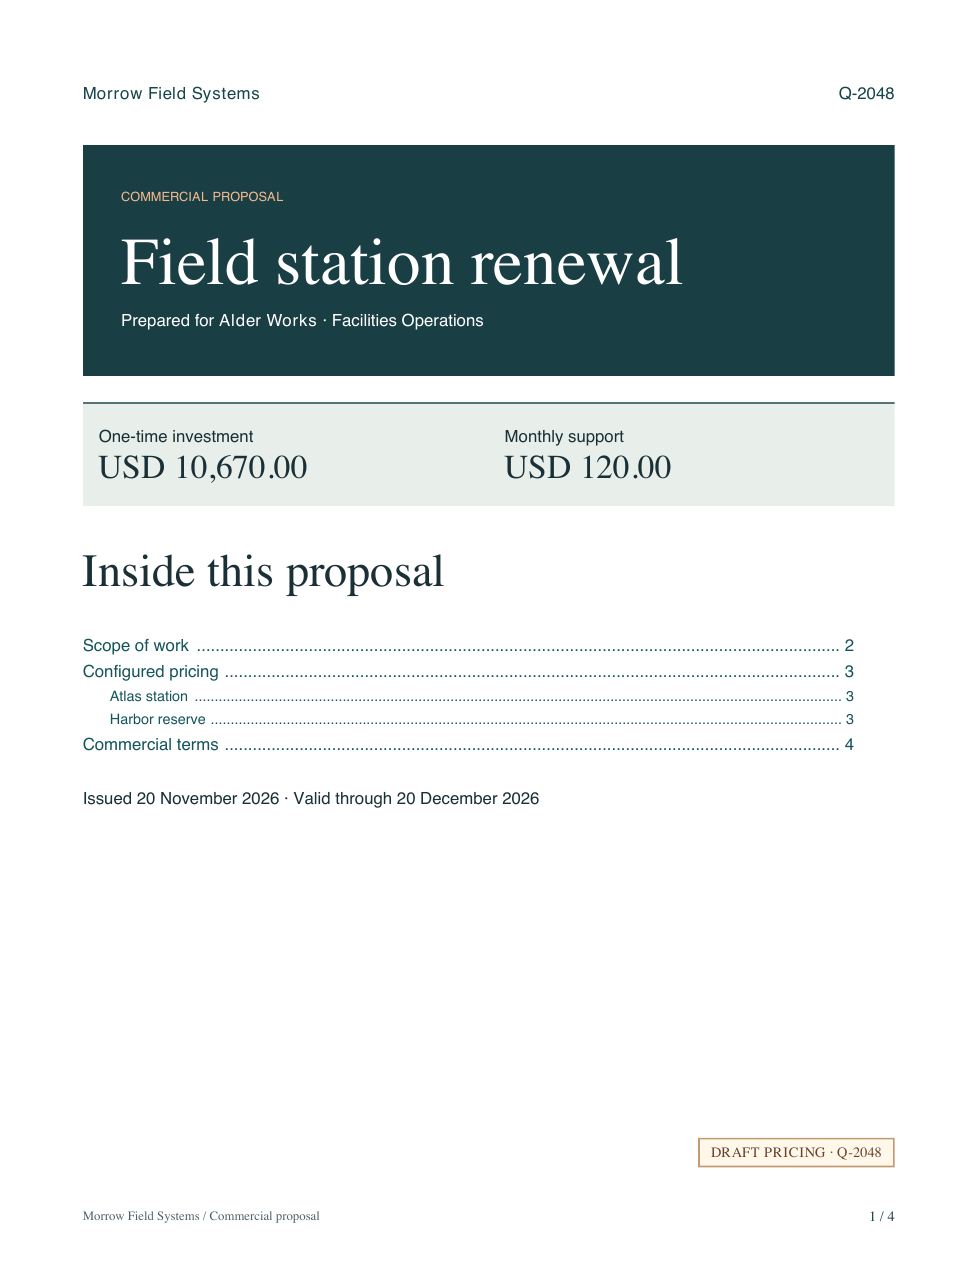 Morrow Field Systems Q-2048
COMMERCIAL PROPOSAL
Field station renewal
Prepared for Alder Works · Facilities Operations
One-time investment Monthly support
USD 10,670.00 USD 120.00
Inside this proposal
Scope of work ........................................ 2
Configured pricing ........................................ 3
Atlas station ........................................ 3
Harbor reserve ........................................ 3
Commercial terms ........................................ 4
Issued 20 November 2026 · Valid through 20 December 2026
DRAFT PRICING · Q-2048
Morrow Field Systems / Commercial proposal 1 / 4